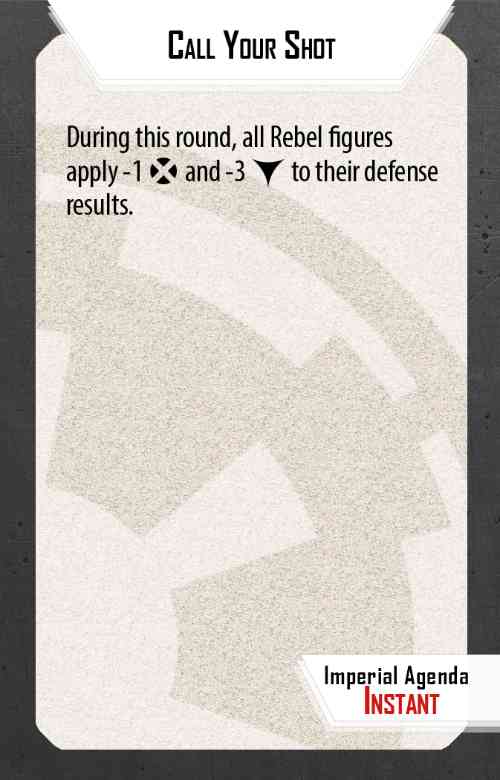 Call Your Shot
During this round, all Rebel figures
apply -1 and -3 to their defense
results.
Imperial Agenda
Instant